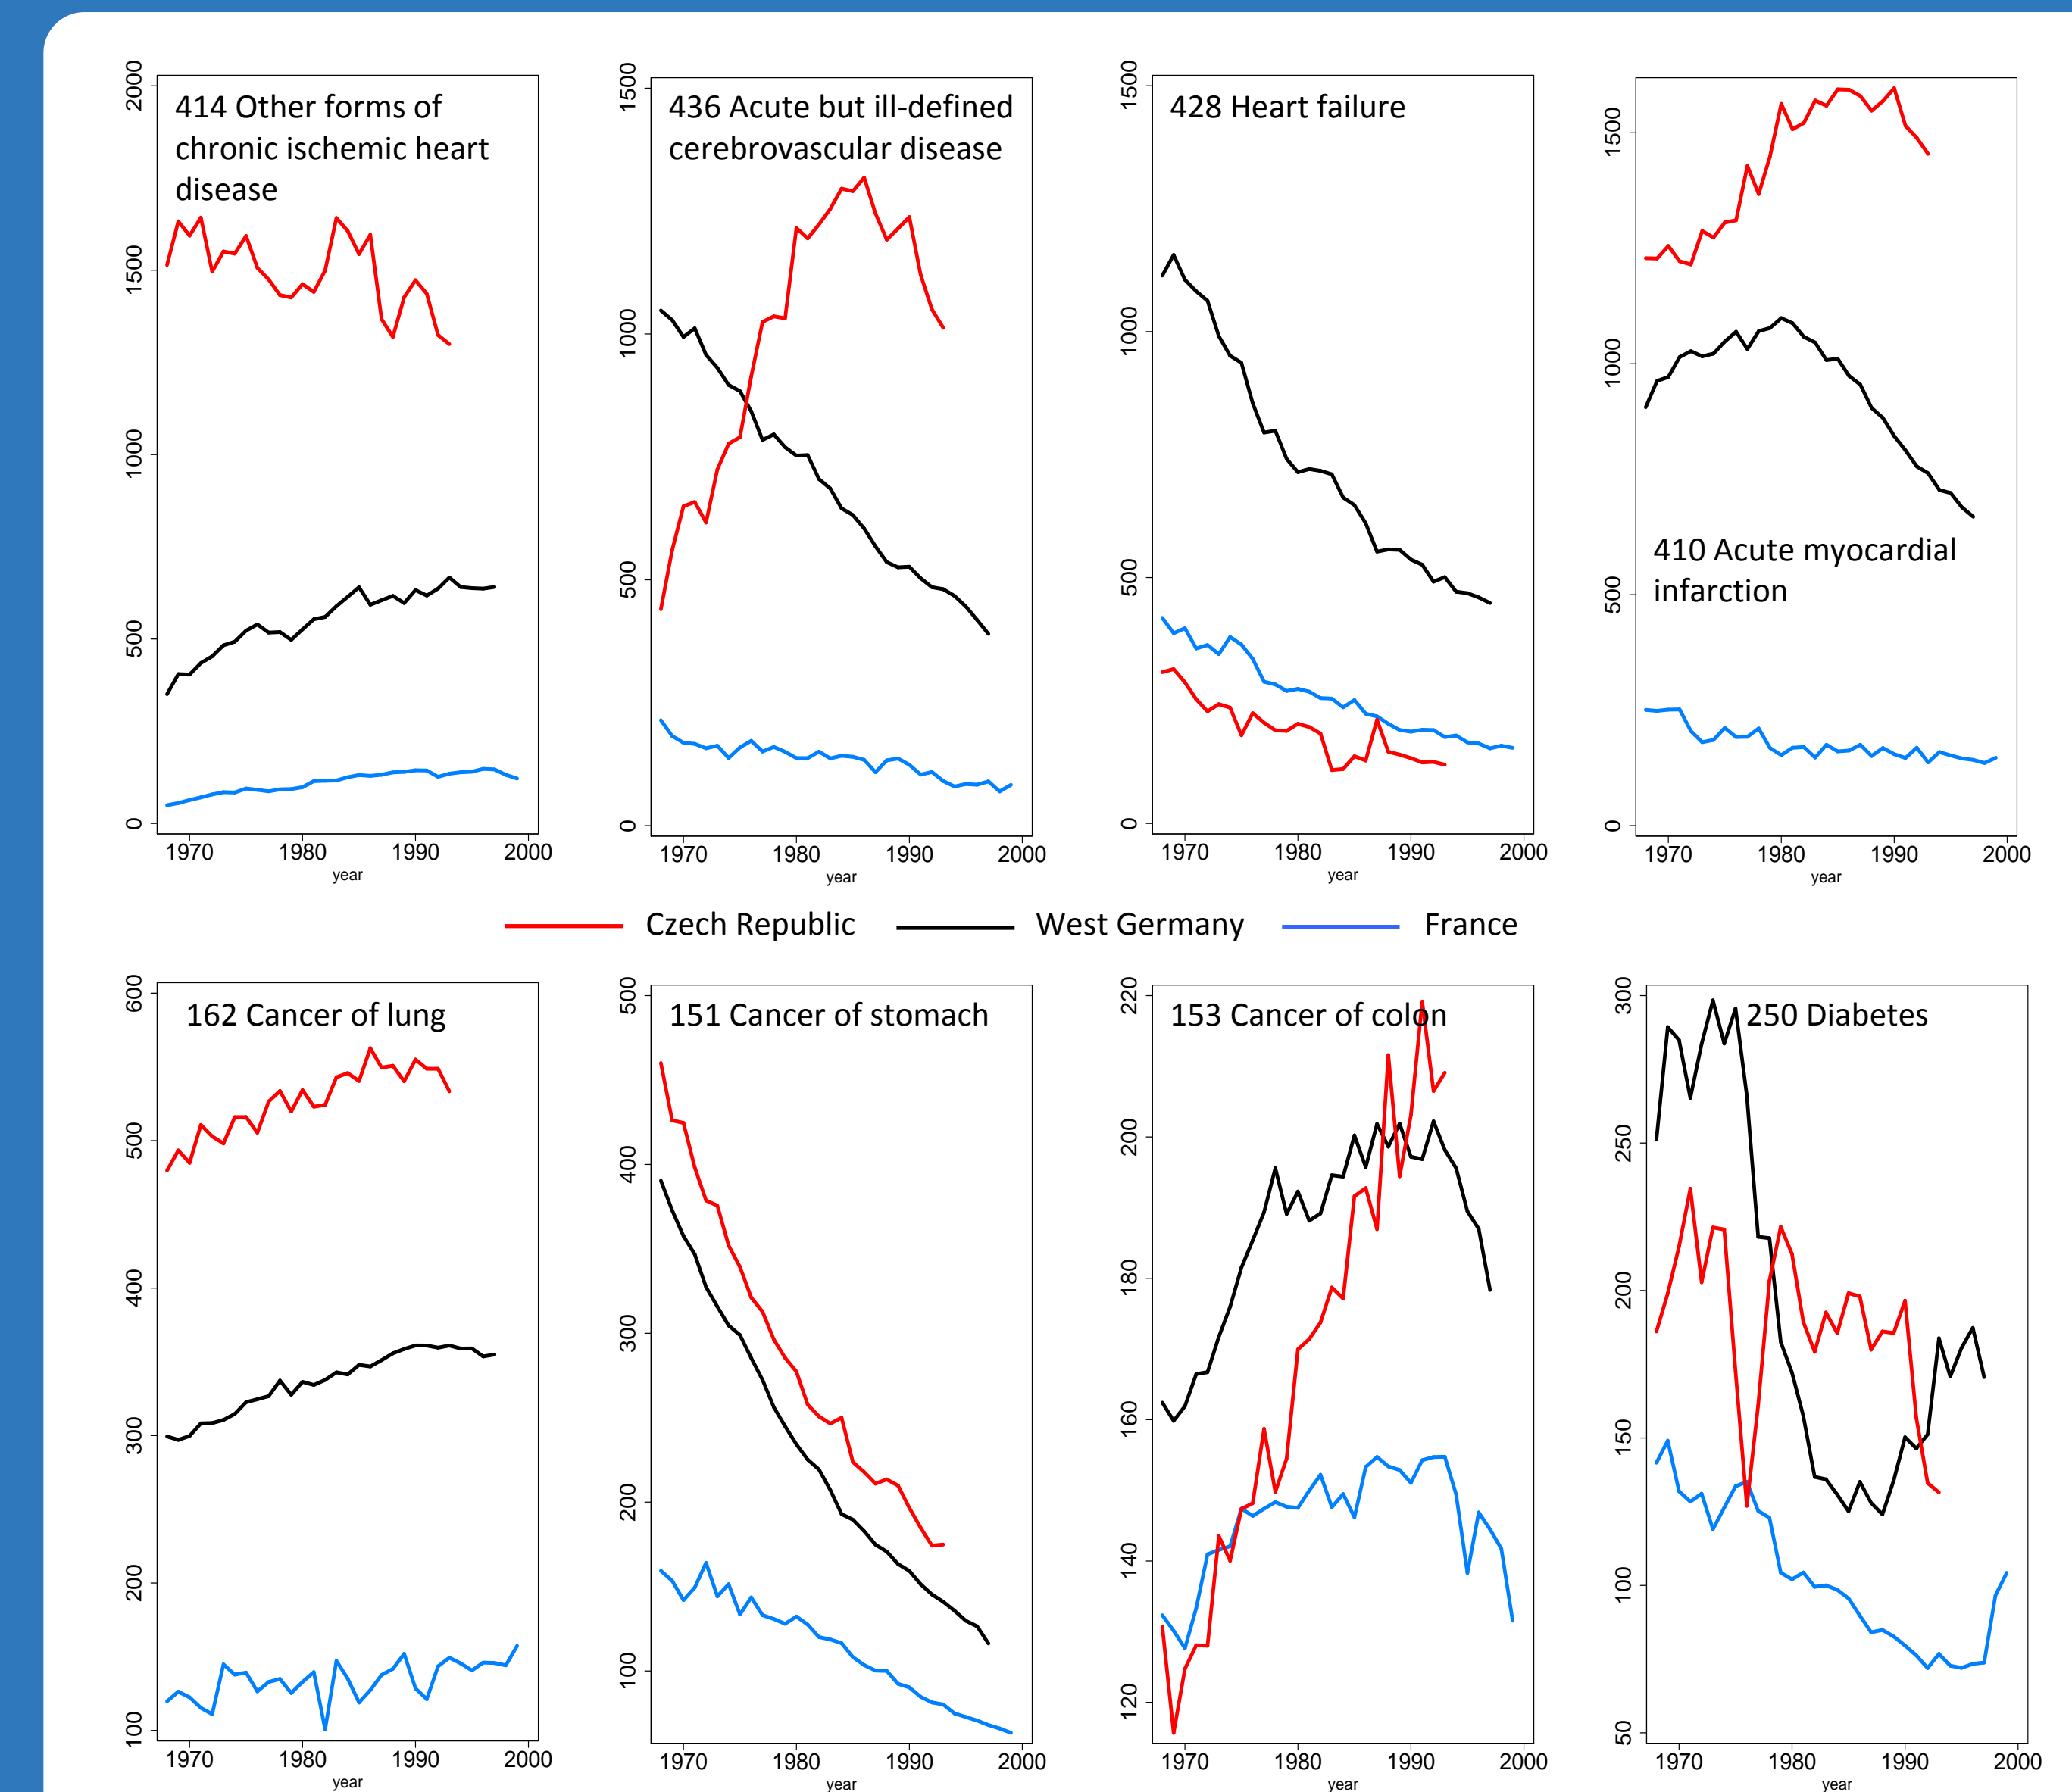 414 Other forms of
chronic ischemic heart
disease
0
500
1000
1500
2000
1970 1980 1990 2000
year
436 Acute but ill-defined
cerebrovascular disease
0
500
1000
1500
1970 1980 1990 2000
year
428 Heart failure
0
500
1000
1500
1970 1980 1990 2000
year
410 Acute myocardial
infarction
0
500
1000
1500
1970 1980 1990 2000
year
Czech Republic West Germany France
162 Cancer of lung
100
200
300
400
500
600
1970 1980 1990 2000
year
151 Cancer of stomach
100
200
300
400
500
1970 1980 1990 2000
year
153 Cancer of colon
120
140
160
180
200
220
1970 1980 1990 2000
year
250 Diabetes
50
100
150
200
250
300
1970 1980 1990 2000
year